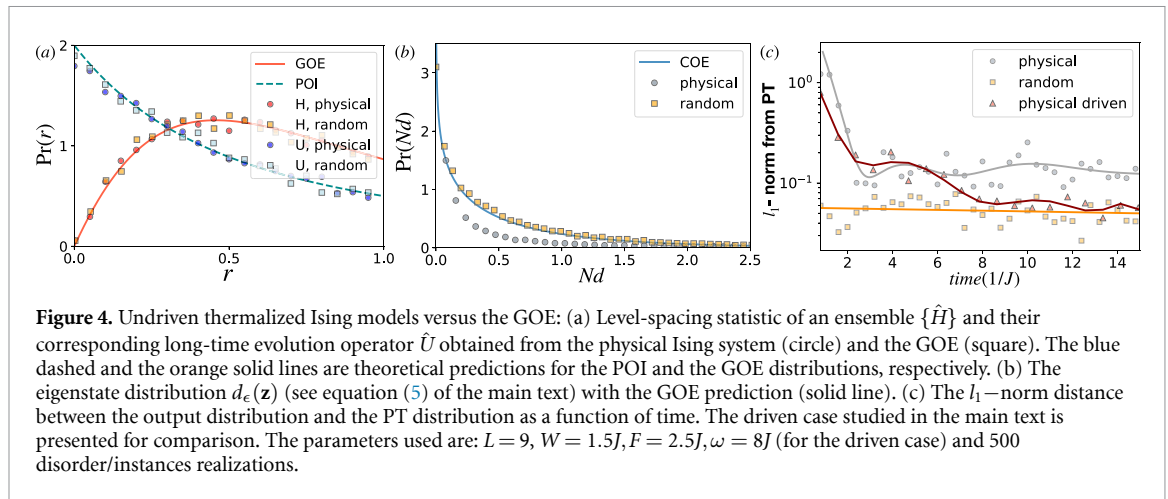 (a)
2
1
0
Pr(r)
0.0
0.5
1.0
r
GOE
POI
H, physical
H, random
U, physical
U, random
(b)
3
2
1
0
Pr(Nd)
0.0
0.5
1.0
1.5
2.0
2.5
Nd
COE
physical
random
(c)
10⁰
10⁻¹
l₁-norm from PT
2
4
6
8
10
12
14
time(1/J)
physical
random
physical driven
Figure 4. Undriven thermalized Ising models versus the GOE: (a) Level-spacing statistic of an ensemble {Ĥ} and their
corresponding long-time evolution operator Û obtained from the physical Ising system (circle) and the GOE (square). The blue
dashed and the orange solid lines are theoretical predictions for the POI and the GOE distributions, respectively. (b) The
eigenstate distribution dϵ(z) (see equation (5) of the main text) with the GOE prediction (solid line). (c) The l₁−norm distance
between the output distribution and the PT distribution as a function of time. The driven case studied in the main text is
presented for comparison. The parameters used are: L = 9, W = 1.5J, F = 2.5J, ω = 8J (for the driven case) and 500
disorder/instances realizations.